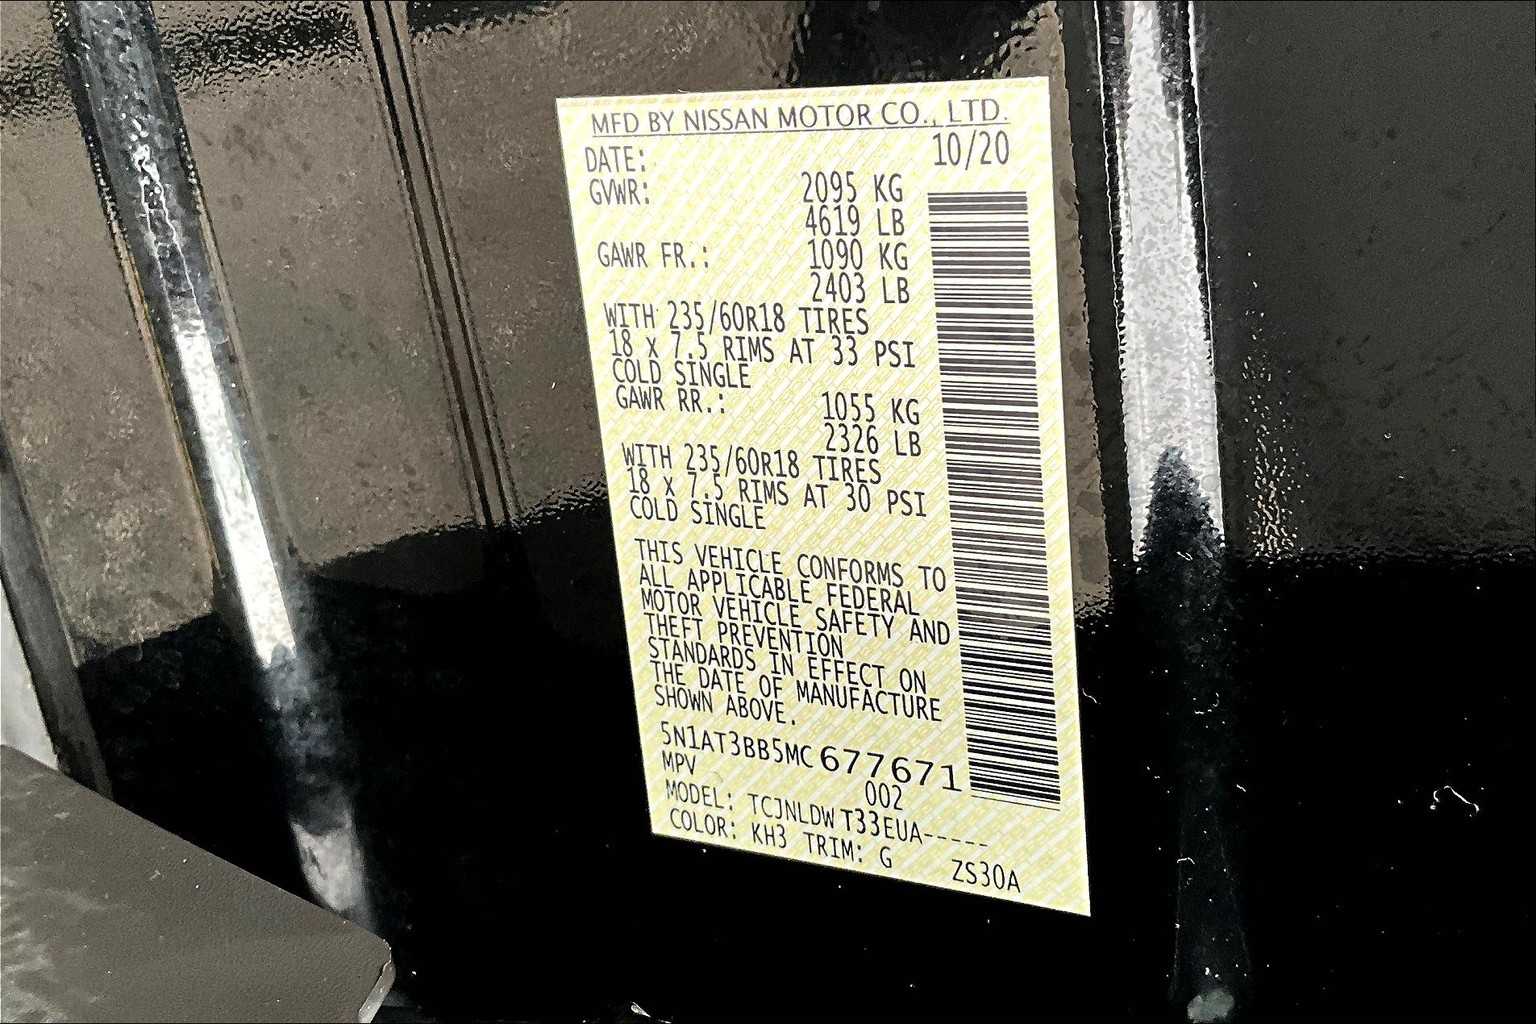 MFD BY NISSAN MOTOR CO., LTD.
DATE: 10/20
GVWR: 2095 KG
4619 LB
GAWR FR.: 1090 KG
2403 LB
WITH 235/60R18 TIRES
18 X 7.5 RIMS AT 33 PSI
COLD SINGLE
GAWR RR.: 1055 KG
2326 LB
WITH 235/60R18 TIRES
18 X 7.5 RIMS AT 30 PSI
COLD SINGLE
THIS VEHICLE CONFORMS TO
ALL APPLICABLE FEDERAL
MOTOR VEHICLE SAFETY AND
THEFT PREVENTION
STANDARDS IN EFFECT ON
THE DATE OF MANUFACTURE
SHOWN ABOVE.
5N1AT3BB5MC677671
MPV 002
MODEL: TCJNLDWT33EUA-----
COLOR: KH3 TRIM: G ZS30A